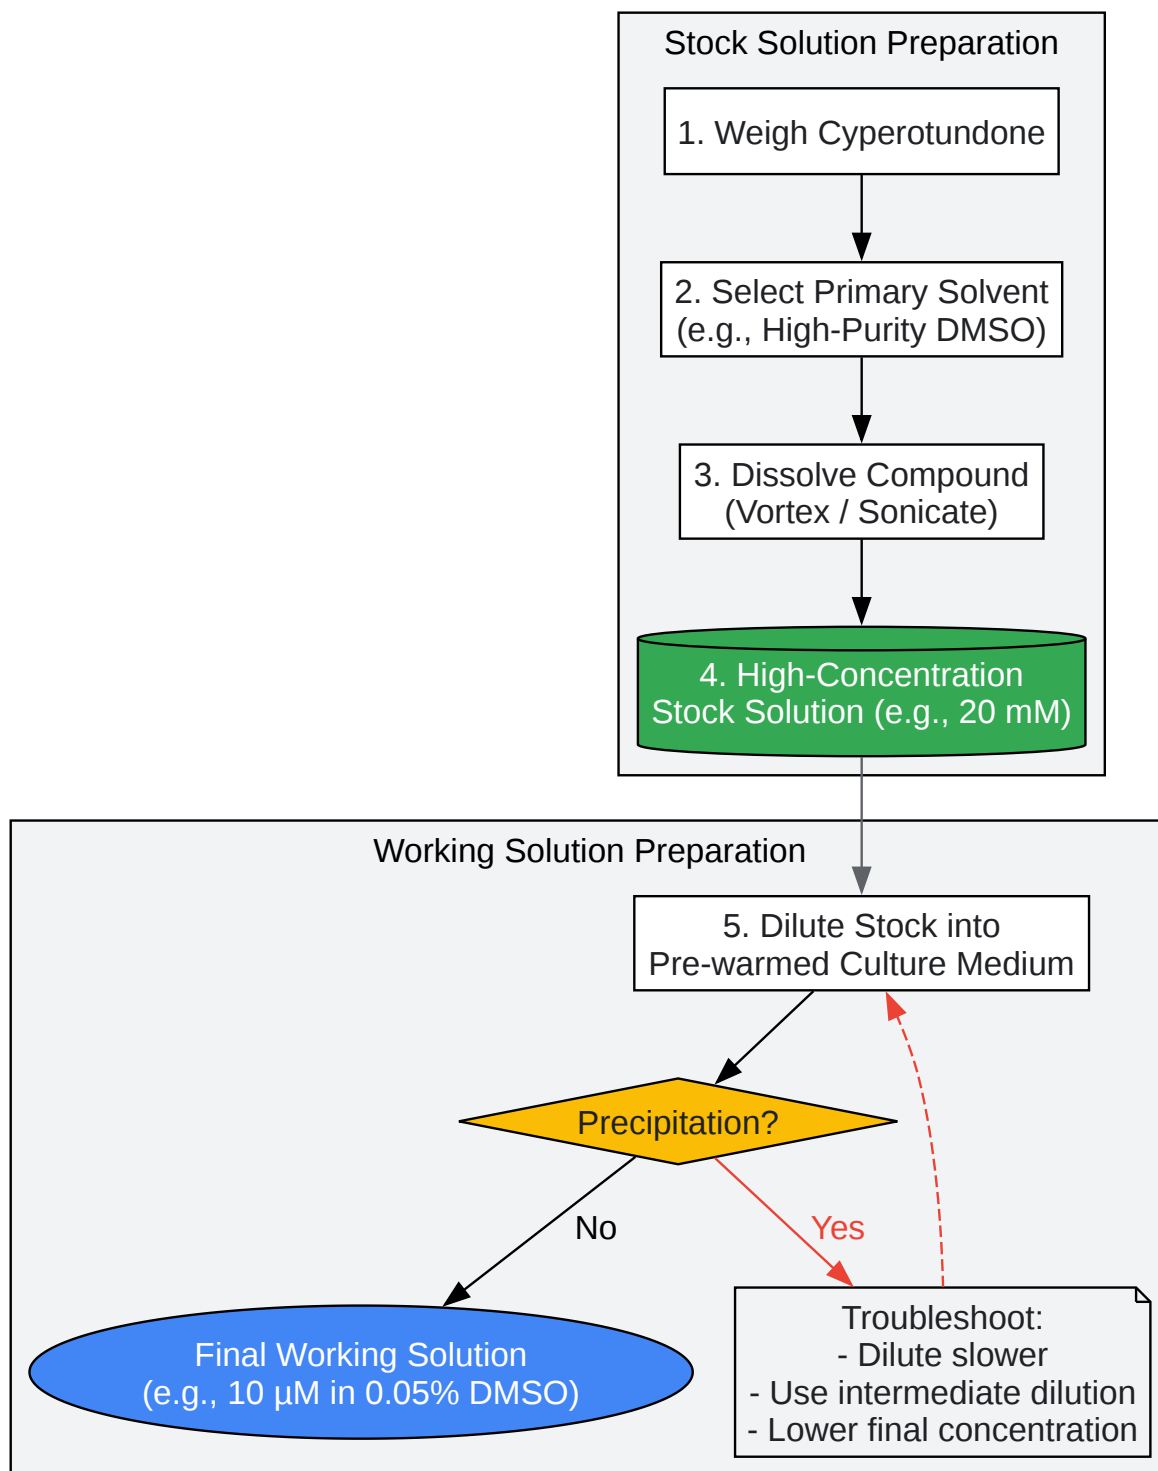 Stock Solution Preparation
1. Weigh Cyperotundone
2. Select Primary Solvent
(e.g., High-Purity DMSO)
3. Dissolve Compound
(Vortex / Sonicate)
4. High-Concentration
Stock Solution (e.g., 20 mM)
Working Solution Preparation
5. Dilute Stock into
Pre-warmed Culture Medium
Precipitation?
No
Yes
Final Working Solution
(e.g., 10 µM in 0.05% DMSO)
Troubleshoot:
- Dilute slower
- Use intermediate dilution
- Lower final concentration